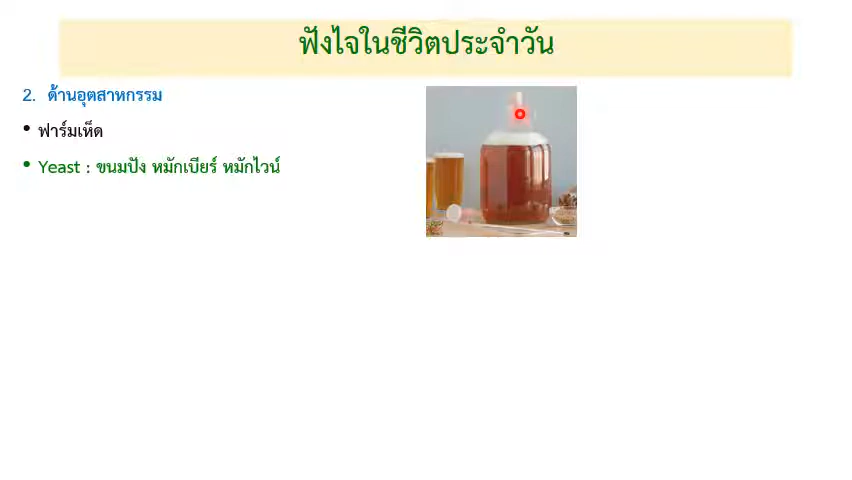 ฟังไจในชีวิตประจำวัน
2. ด้านอุตสาหกรรม
• ฟาร์มเห็ด
• Yeast : ขนมปัง หมักเบียร์ หมักไวน์